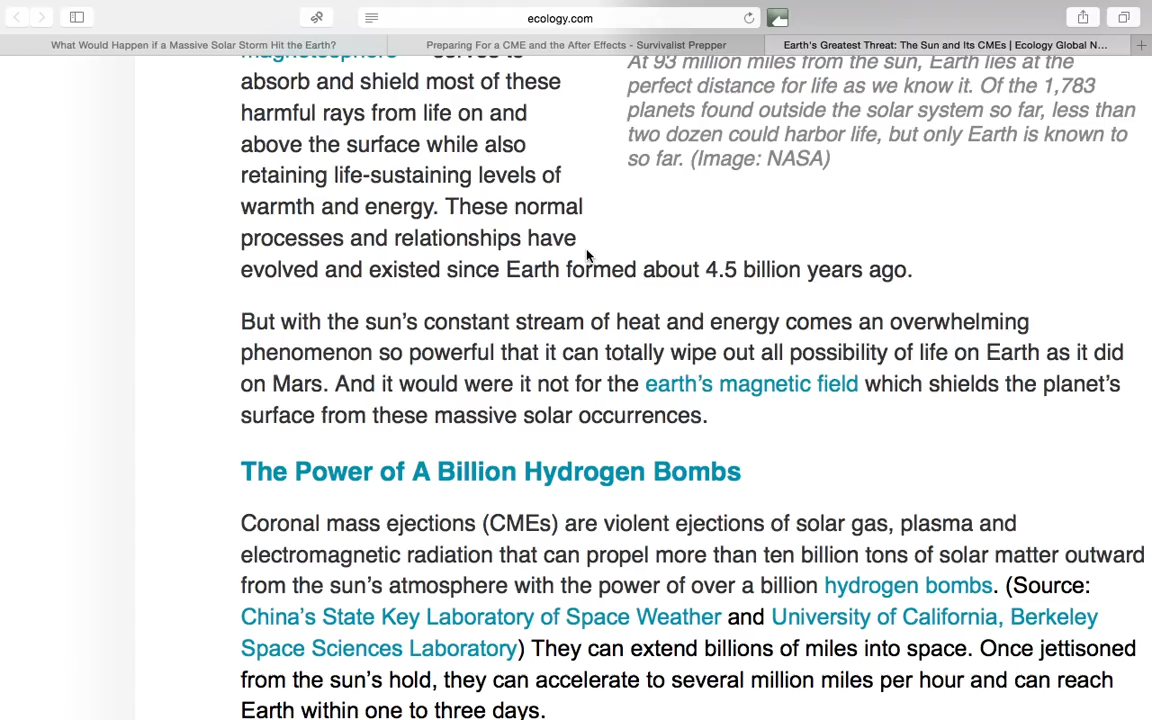 ecology.com
What Would Happen if a Massive Solar Storm Hit the Earth?
Preparing For a CME and the After Effects - Survivalist Prepper
Earth's Greatest Threat: The Sun and Its CMEs | Ecology Global N...
absorb and shield most of these
harmful rays from life on and
above the surface while also
retaining life-sustaining levels of
warmth and energy. These normal
processes and relationships have
evolved and existed since Earth formed about 4.5 billion years ago.
At 93 million miles from the sun, Earth lies at the
perfect distance for life as we know it. Of the 1,783
planets found outside the solar system so far, less than
two dozen could harbor life, but only Earth is known to
so far. (Image: NASA)
But with the sun’s constant stream of heat and energy comes an overwhelming
phenomenon so powerful that it can totally wipe out all possibility of life on Earth as it did
on Mars. And it would were it not for the earth’s magnetic field which shields the planet’s
surface from these massive solar occurrences.
The Power of A Billion Hydrogen Bombs
Coronal mass ejections (CMEs) are violent ejections of solar gas, plasma and
electromagnetic radiation that can propel more than ten billion tons of solar matter outward
from the sun’s atmosphere with the power of over a billion hydrogen bombs. (Source:
China’s State Key Laboratory of Space Weather and University of California, Berkeley
Space Sciences Laboratory) They can extend billions of miles into space. Once jettisoned
from the sun’s hold, they can accelerate to several million miles per hour and can reach
Earth within one to three days.